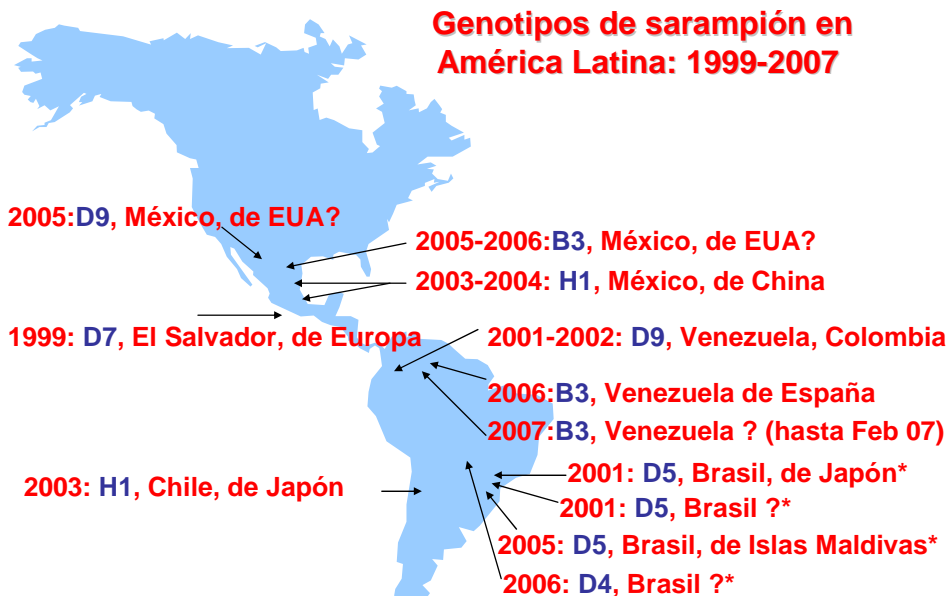 Genotipos de sarampión en
América Latina: 1999-2007
2005:D9, México, de EUA?
2005-2006:B3, México, de EUA?
2003-2004: H1, México, de China
1999: D7, El Salvador, de Europa
2001-2002: D9, Venezuela, Colombia
2006:B3, Venezuela de España
2007:B3, Venezuela ? (hasta Feb 07)
2001: D5, Brasil, de Japón*
2003: H1, Chile, de Japón
2001: D5, Brasil ?*
2005: D5, Brasil, de Islas Maldivas*
2006: D4, Brasil ?*